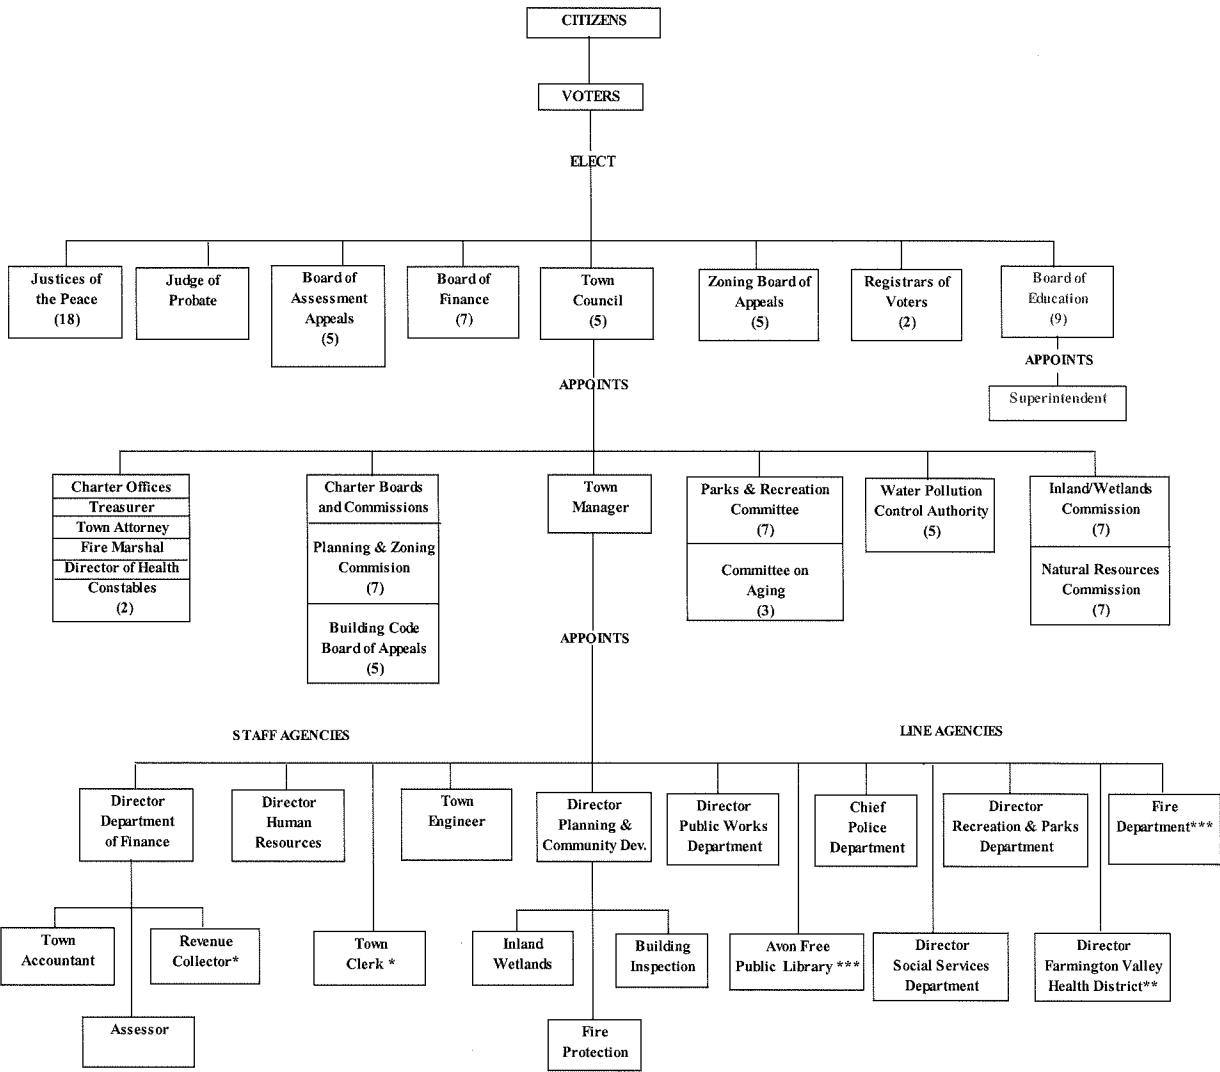 CITIZENS
VOTERS
ELECT
Justices of
the Peace
(18)
Judge of
Probate
Board of
Assessment
Appeals
(5)
Board of
Finance
(7)
Town
Council
(5)
Zoning Board of
Appeals
(5)
Registrars of
Voters
(2)
Board of
Education
(9)
APPOINTS
Superintendent
APPOINTS
Charter Offices
Treasurer
Town Attorney
Fire Marshal
Director of Health
Constables
(2)
Charter Boards
and Commissions
Planning & Zoning
Commision
(7)
Building Code
Board of Appeals
(5)
Town
Manager
Parks & Recreation
Committee
(7)
Committee on
Aging
(3)
Water Pollution
Control Authority
(5)
Inland/Wetlands
Commission
(7)
Natural Resources
Commission
(7)
APPOINTS
STAFF AGENCIES
LINE AGENCIES
Director
Department
of Finance
Director
Human
Resources
Town
Engineer
Director
Planning &
Community Dev.
Director
Public Works
Department
Chief
Police
Department
Director
Recreation & Parks
Department
Fire
Department***
Town
Accountant
Revenue
Collector*
Town
Clerk *
Inland
Wetlands
Building
Inspection
Avon Free
Public Library ***
Director
Social Services
Department
Director
Farmington Valley
Health District**
Assessor
Fire
Protection